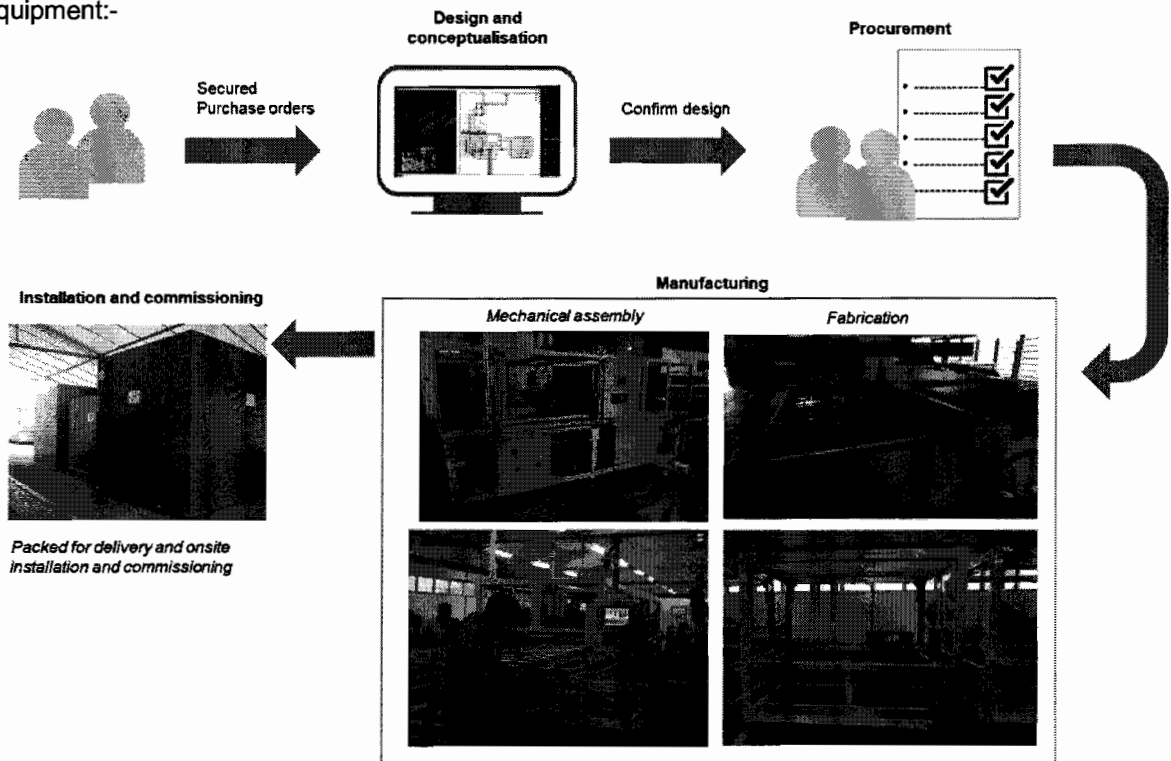 quipment:-
Design and
conceptualisation
Procurement
Secured
Purchase orders
Confirm design
Installation and commissioning
Manufacturing
Mechanical assembly
Fabrication
Packed for delivery and onsite
installation and commissioning